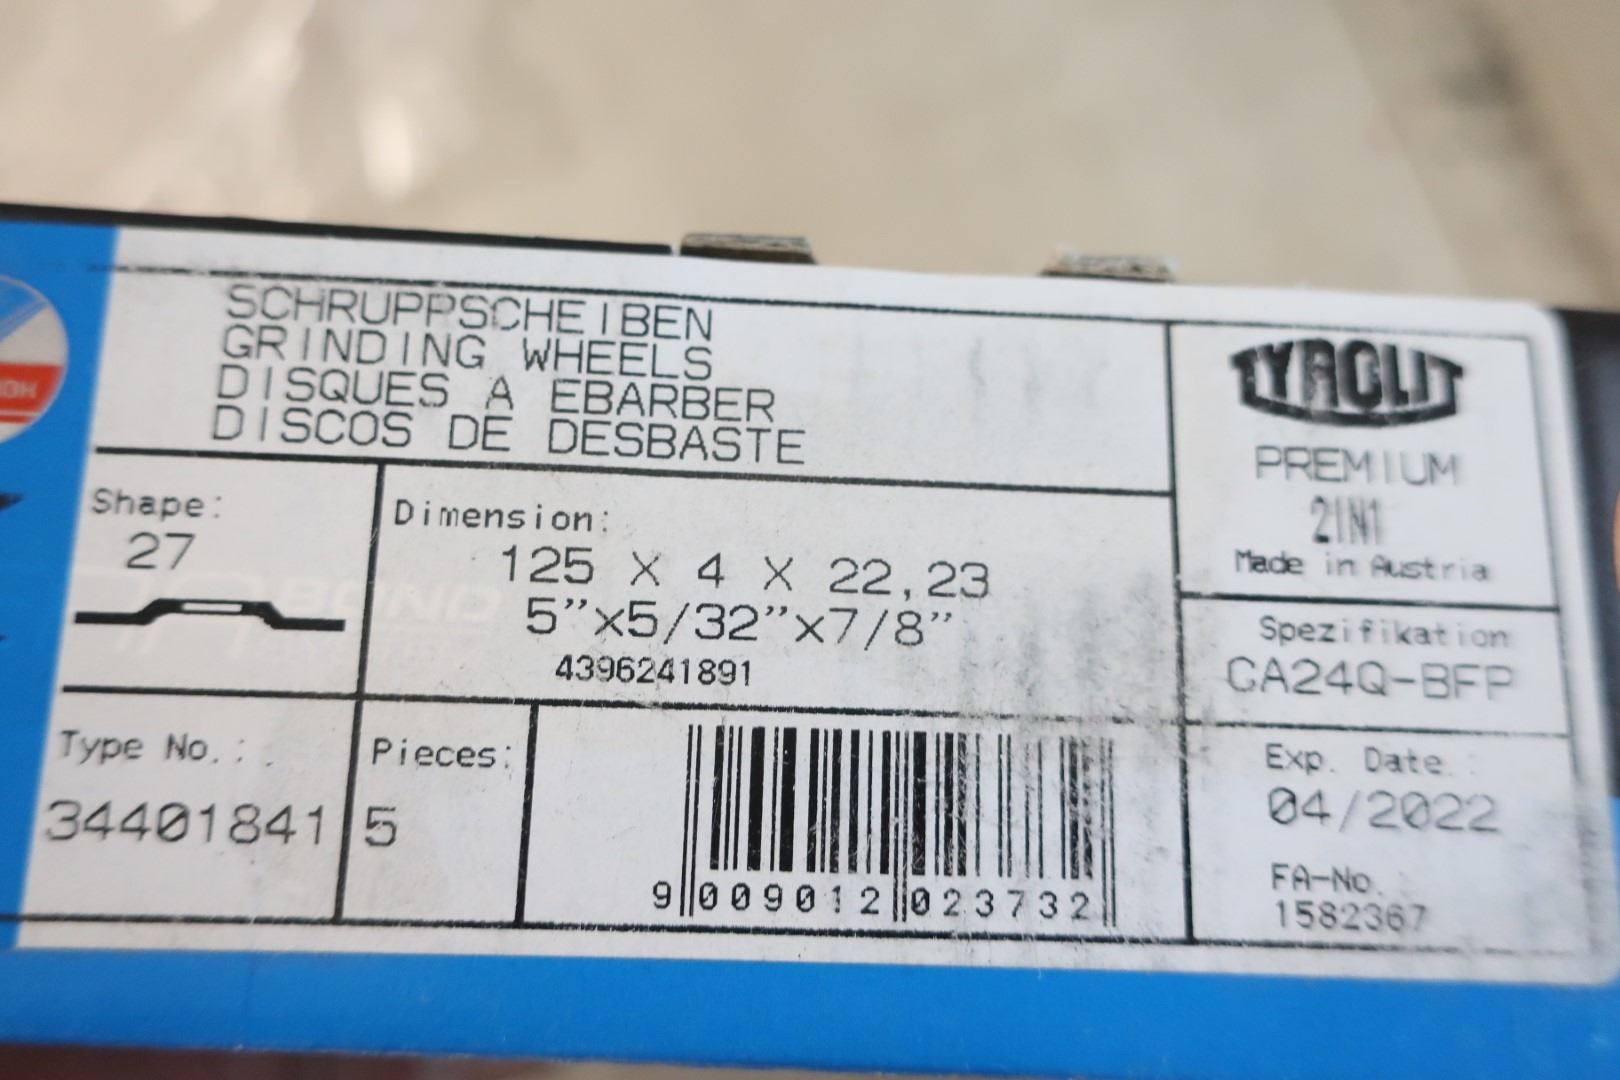 SCHRUPPSCHEIBEN
GRINDING WHEELS
DISQUES A EBARBER
DISCOS DE DESBASTE
TYROLIT
PREMIUM
2IN1
Made in Austria
Shape:
27
Dimension:
125 X 4 X 22,23
5”x5/32”x7/8”
4396241891
Spezifikation
CA24Q-BFP
Type No.:
34401841
Pieces:
5
9 009012 023732
Exp. Date.:
04/2022
FA-No.
1582367